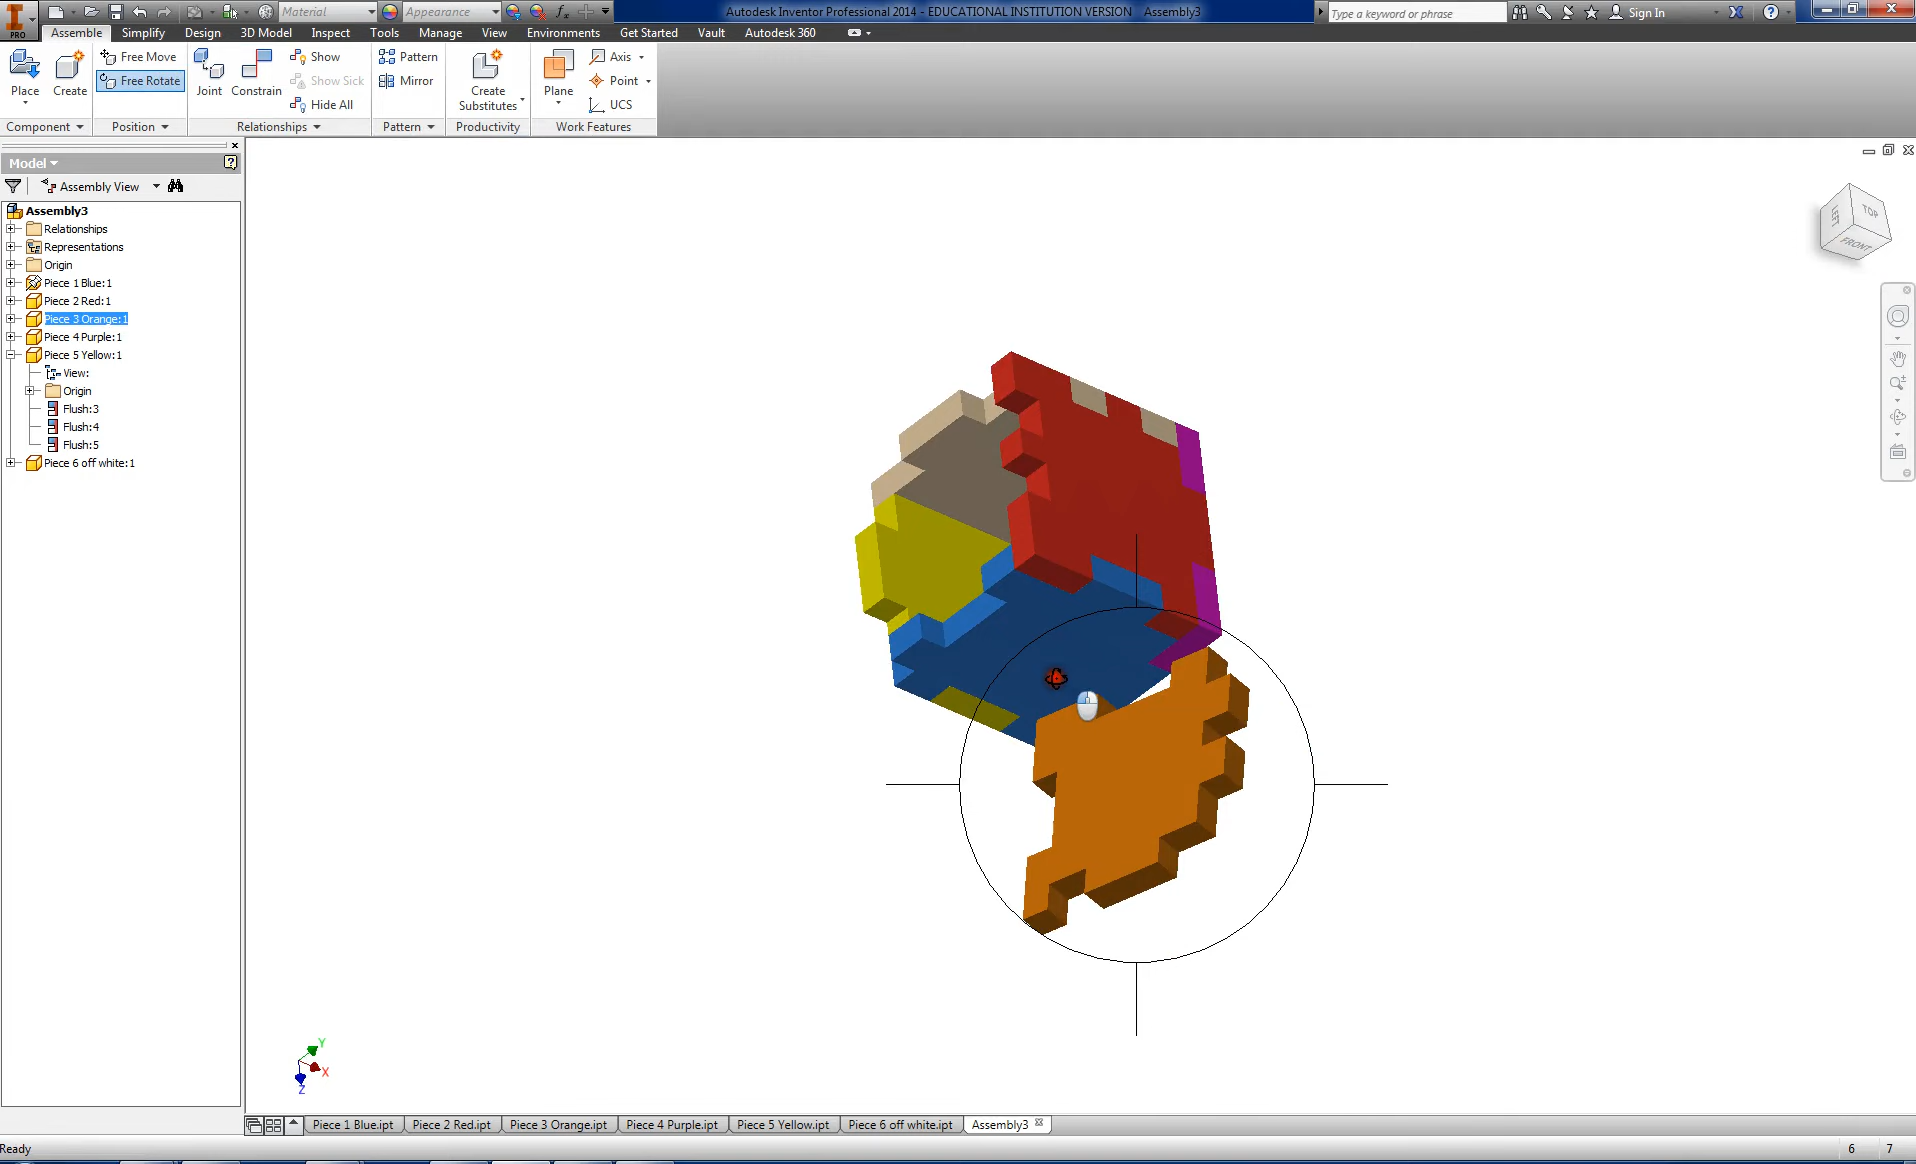 Material
Appearance
Autodesk Inventor Professional 2014 - EDUCATIONAL INSTITUTION VERSION Assembly3
Type a keyword or phrase
Sign In
PRO
Assemble Simplify Design 3D Model Inspect Tools Manage View Environments Get Started Vault Autodesk 360
Free Move
Free Rotate
Place
Create
Joint
Constrain
Show
Show Sick
Hide All
Pattern
Mirror
Create
Substitutes
Plane
Axis
Point
UCS
Component
Position
Relationships
Pattern
Productivity
Work Features
Model
Assembly View
Assembly3
Relationships
Representations
Origin
Piece 1 Blue:1
Piece 2 Red:1
Piece 3 Orange:1
Piece 4 Purple:1
Piece 5 Yellow:1
View:
Origin
Flush:3
Flush:4
Flush:5
Piece 6 off white:1
LEFT
TOP
FRONT
Y
X
Z
Piece 1 Blue.ipt
Piece 2 Red.ipt
Piece 3 Orange.ipt
Piece 4 Purple.ipt
Piece 5 Yellow.ipt
Piece 6 off white.ipt
Assembly3
Ready
6 7